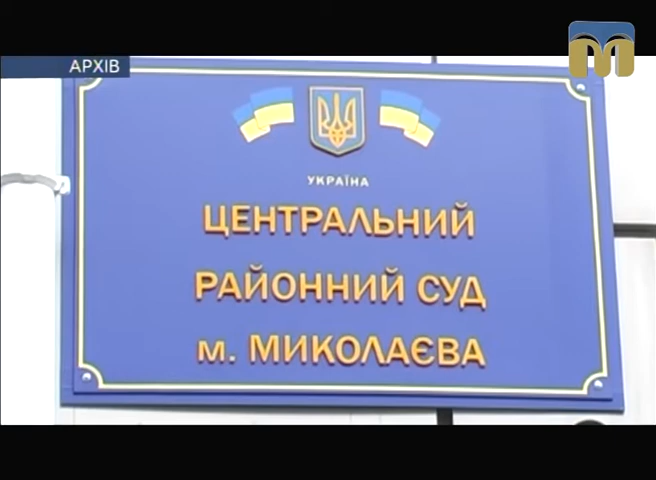 АРХІВ
УКРАЇНА
ЦЕНТРАЛЬНИЙ
РАЙОННИЙ СУД
м. МИКОЛАЄВА